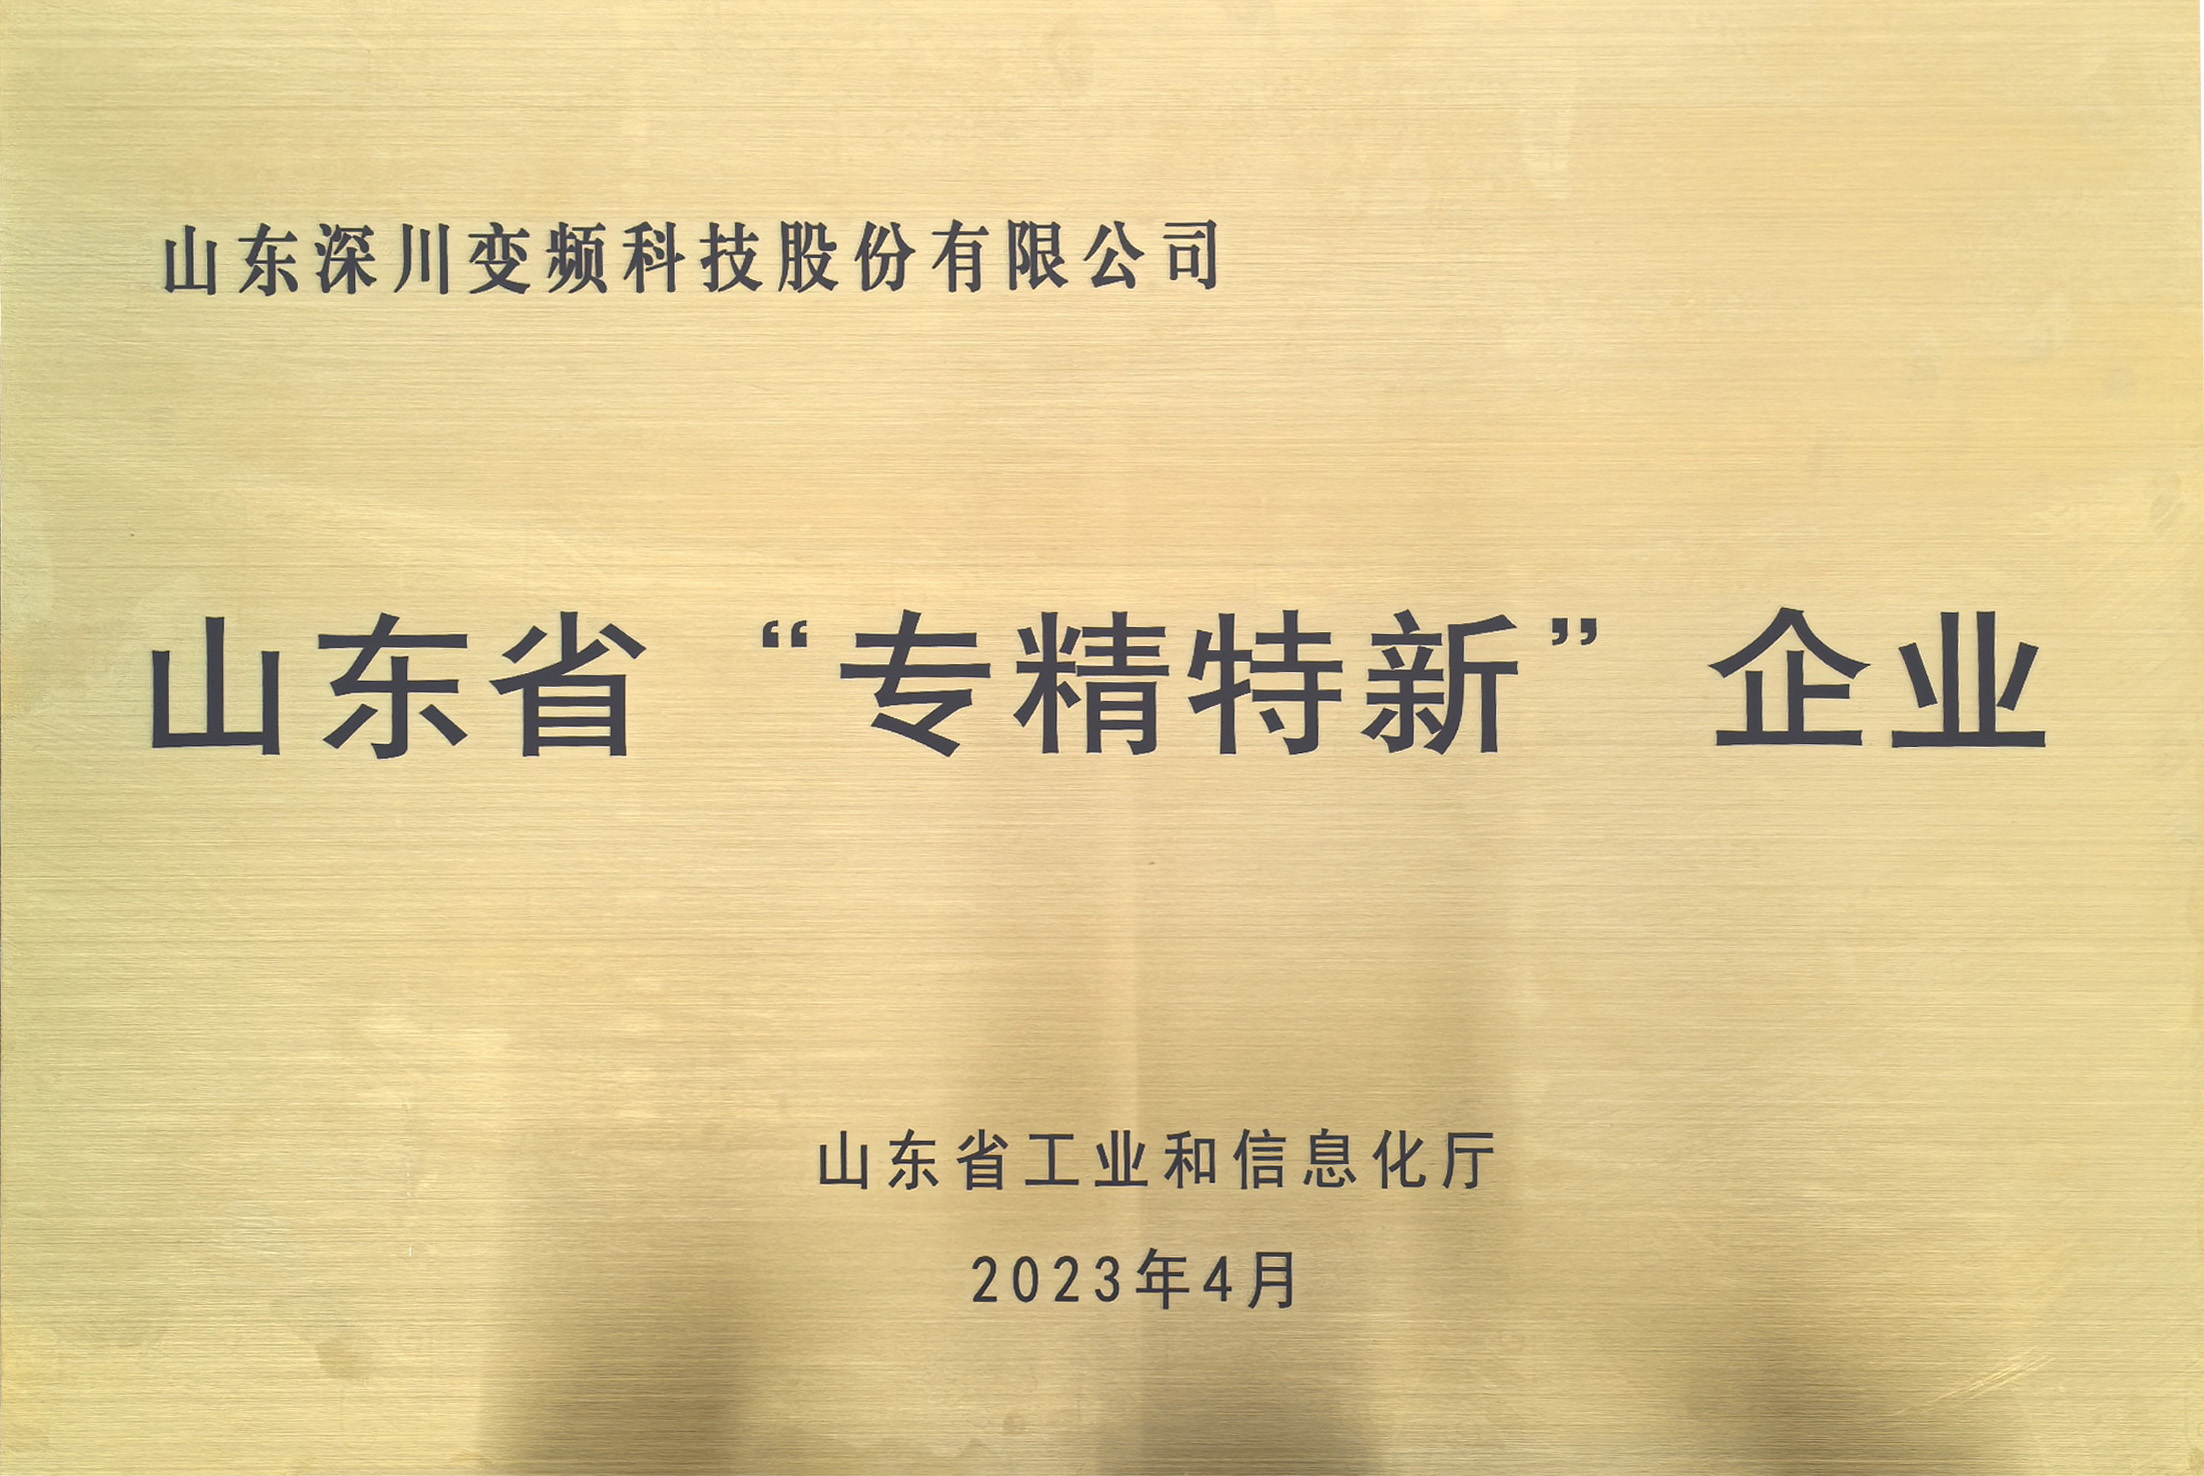 山东深川变频科技股份有限公司
山东省“专精特新”企业
山东省工业和信息化厅
2023年4月